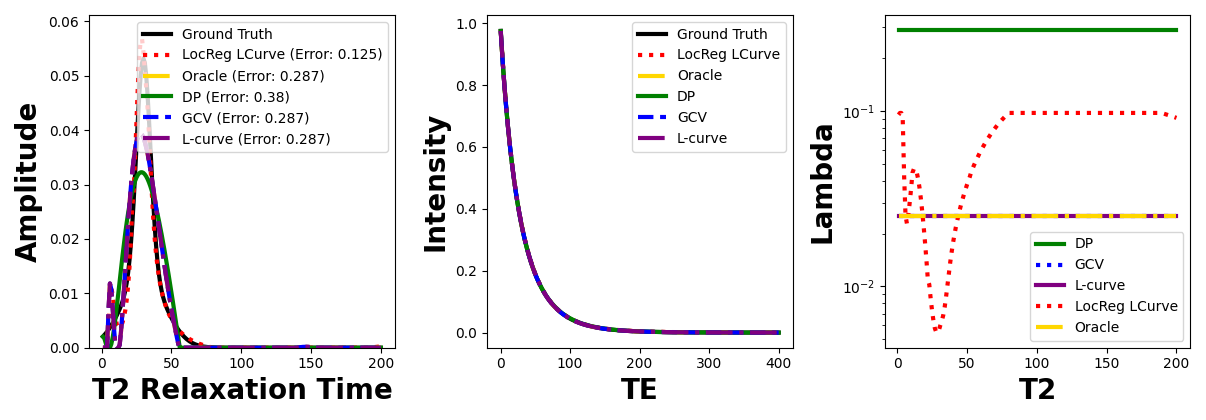 Amplitude
0.06
0.05
0.04
0.03
0.02
0.01
0.00
0
50
100
150
200
T2 Relaxation Time
Ground Truth
LocReg LCurve (Error: 0.125)
Oracle (Error: 0.287)
DP (Error: 0.38)
GCV (Error: 0.287)
L-curve (Error: 0.287)
Intensity
1.0
0.8
0.6
0.4
0.2
0.0
0
100
200
300
400
TE
Ground Truth
LocReg LCurve
Oracle
DP
GCV
L-curve
Lambda
10⁻¹
10⁻²
0
50
100
150
200
T2
DP
GCV
L-curve
LocReg LCurve
Oracle